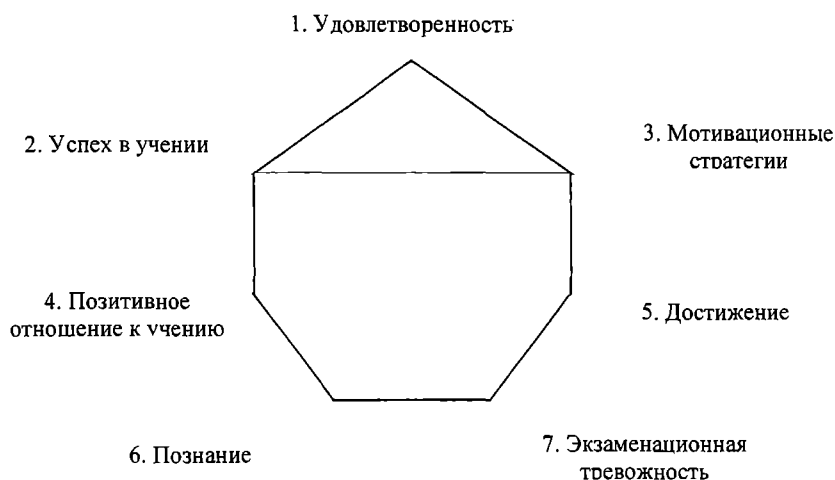 1. Удовлетворенность
2. Успех в учении
3. Мотивационные
стратегии
4. Позитивное
отношение к учению
5. Достижение
6. Познание
7. Экзаменационная
тревожность